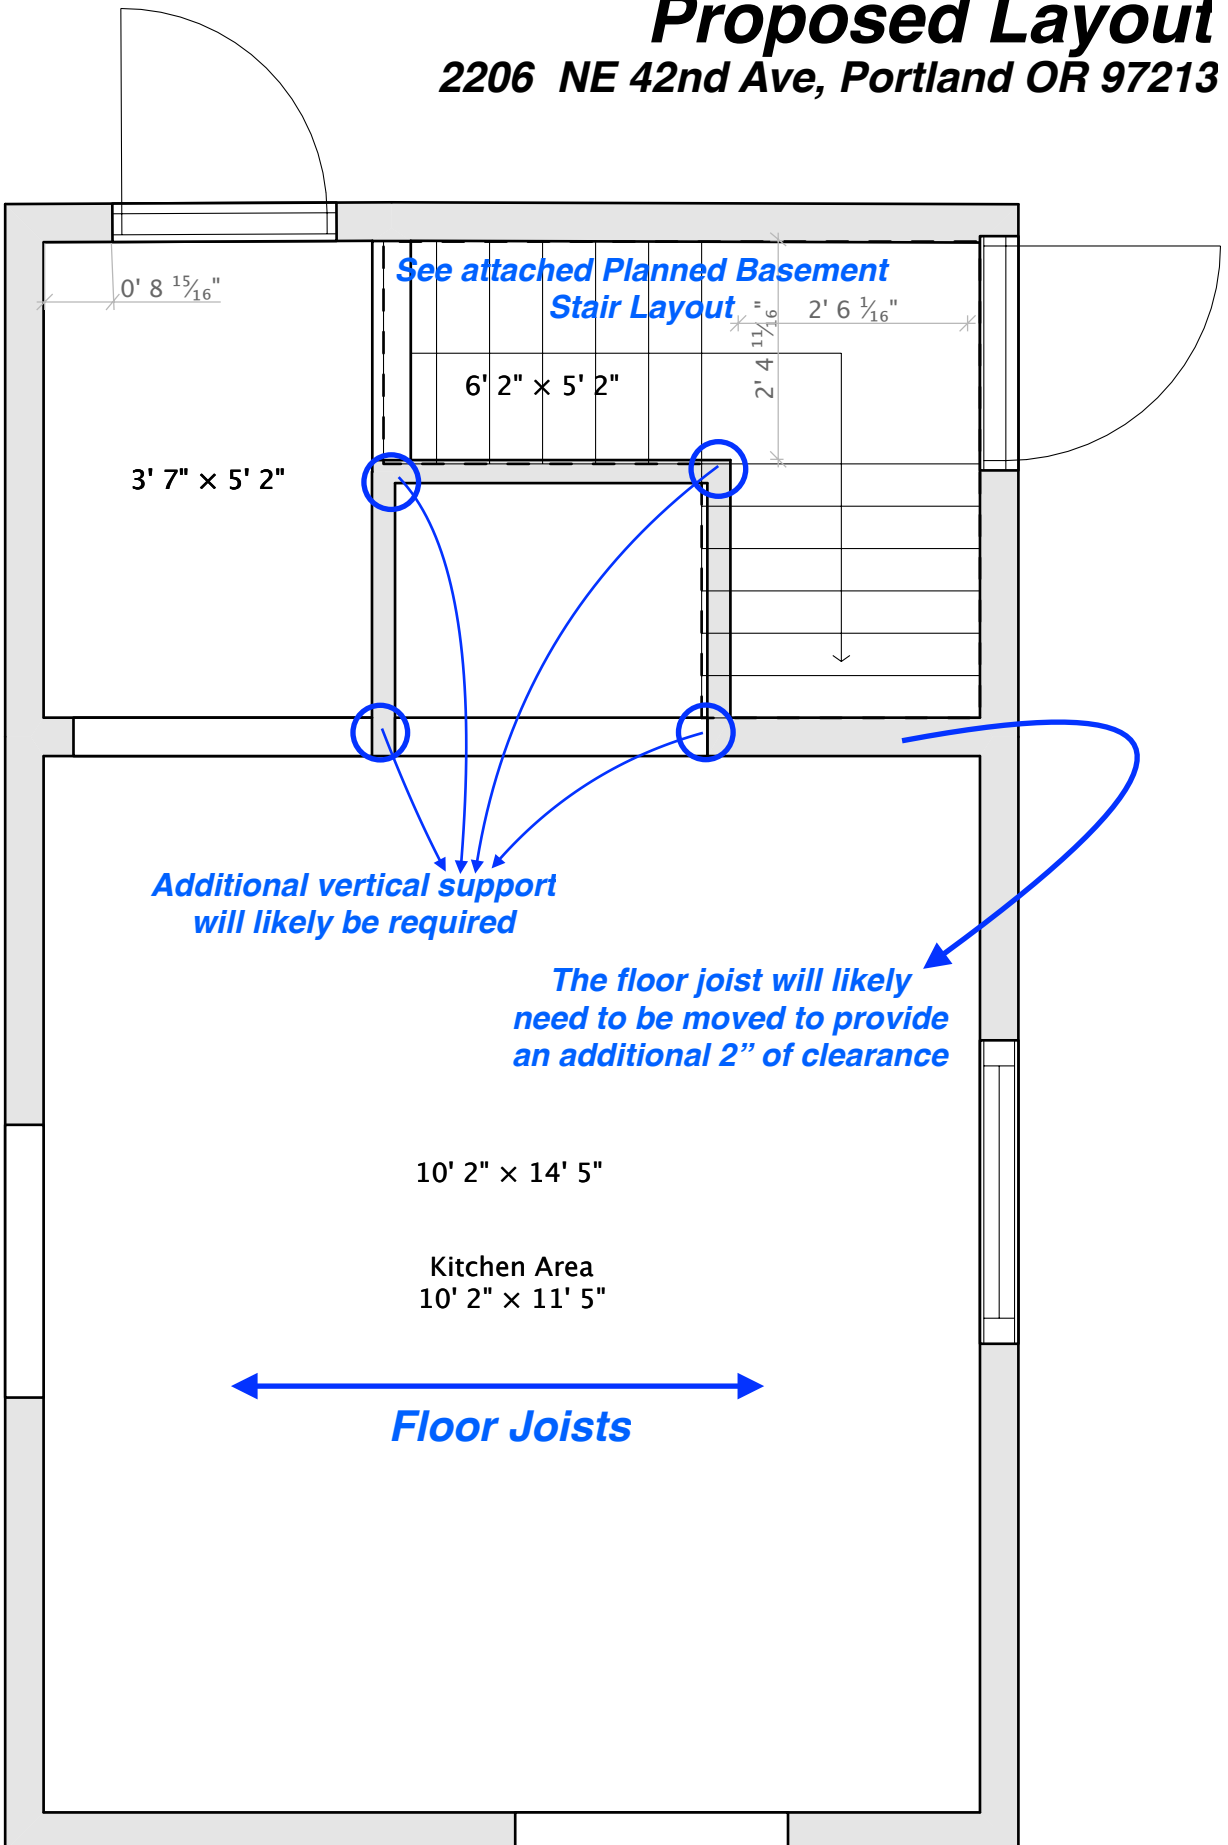 Proposed Layout
2206 NE 42nd Ave, Portland OR 97213
See attached Planned Basement
Stair Layout
0' 8 15⁄16"
2' 6 1⁄16"
2' 4 11⁄16"
6' 2" × 5' 2"
3' 7" × 5' 2"
Additional vertical support
will likely be required
The floor joist will likely
need to be moved to provide
an additional 2” of clearance
10' 2" × 14' 5"
Kitchen Area
10' 2" × 11' 5"
Floor Joists